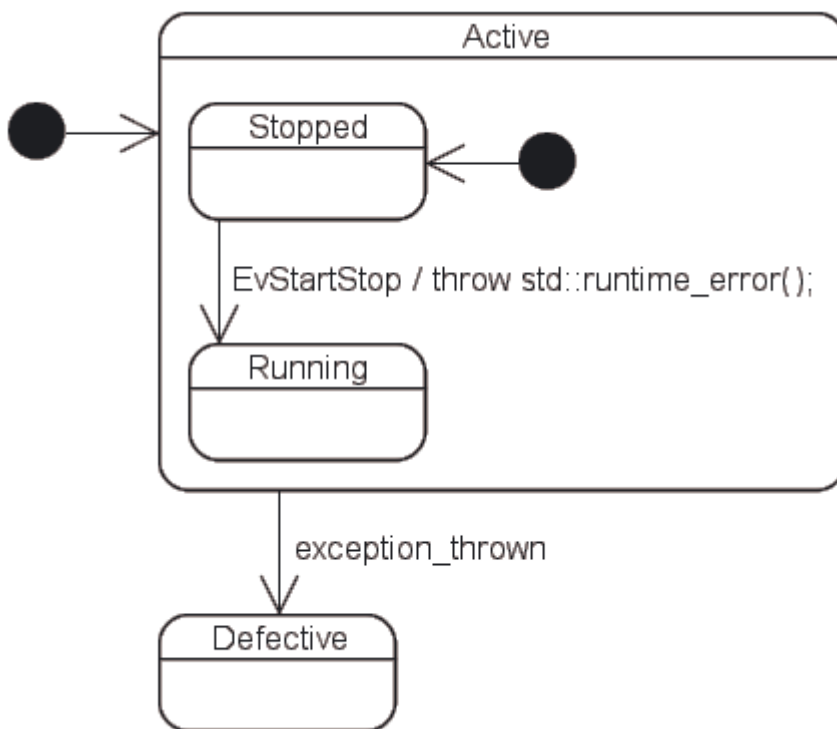 Active
Stopped
EvStartStop / throw std::runtime_error();
Running
exception_thrown
Defective